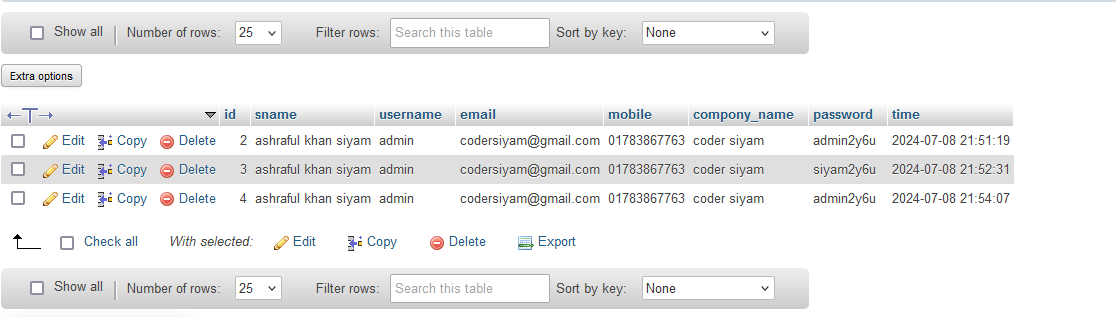 Show all Number of rows: 25 Filter rows: Search this table Sort by key: None
Extra options
id sname username email mobile compony_name password time
Edit Copy Delete 2 ashraful khan siyam admin codersiyam@gmail.com 01783867763 coder siyam admin2y6u 2024-07-08 21:51:19
Edit Copy Delete 3 ashraful khan siyam admin codersiyam@gmail.com 01783867763 coder siyam siyam2y6u 2024-07-08 21:52:31
Edit Copy Delete 4 ashraful khan siyam admin codersiyam@gmail.com 01783867763 coder siyam admin2y6u 2024-07-08 21:54:07
Check all With selected: Edit Copy Delete Export
Show all Number of rows: 25 Filter rows: Search this table Sort by key: None